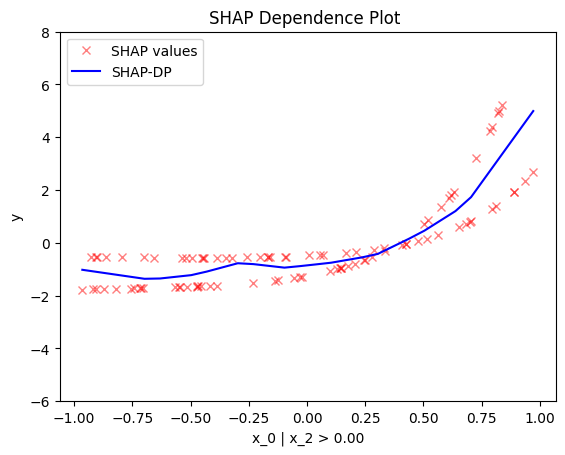 SHAP Dependence Plot
SHAP values
SHAP-DP
8
6
4
2
0
−2
−4
−6
y
−1.00 −0.75 −0.50 −0.25 0.00 0.25 0.50 0.75 1.00
x_0 | x_2 > 0.00